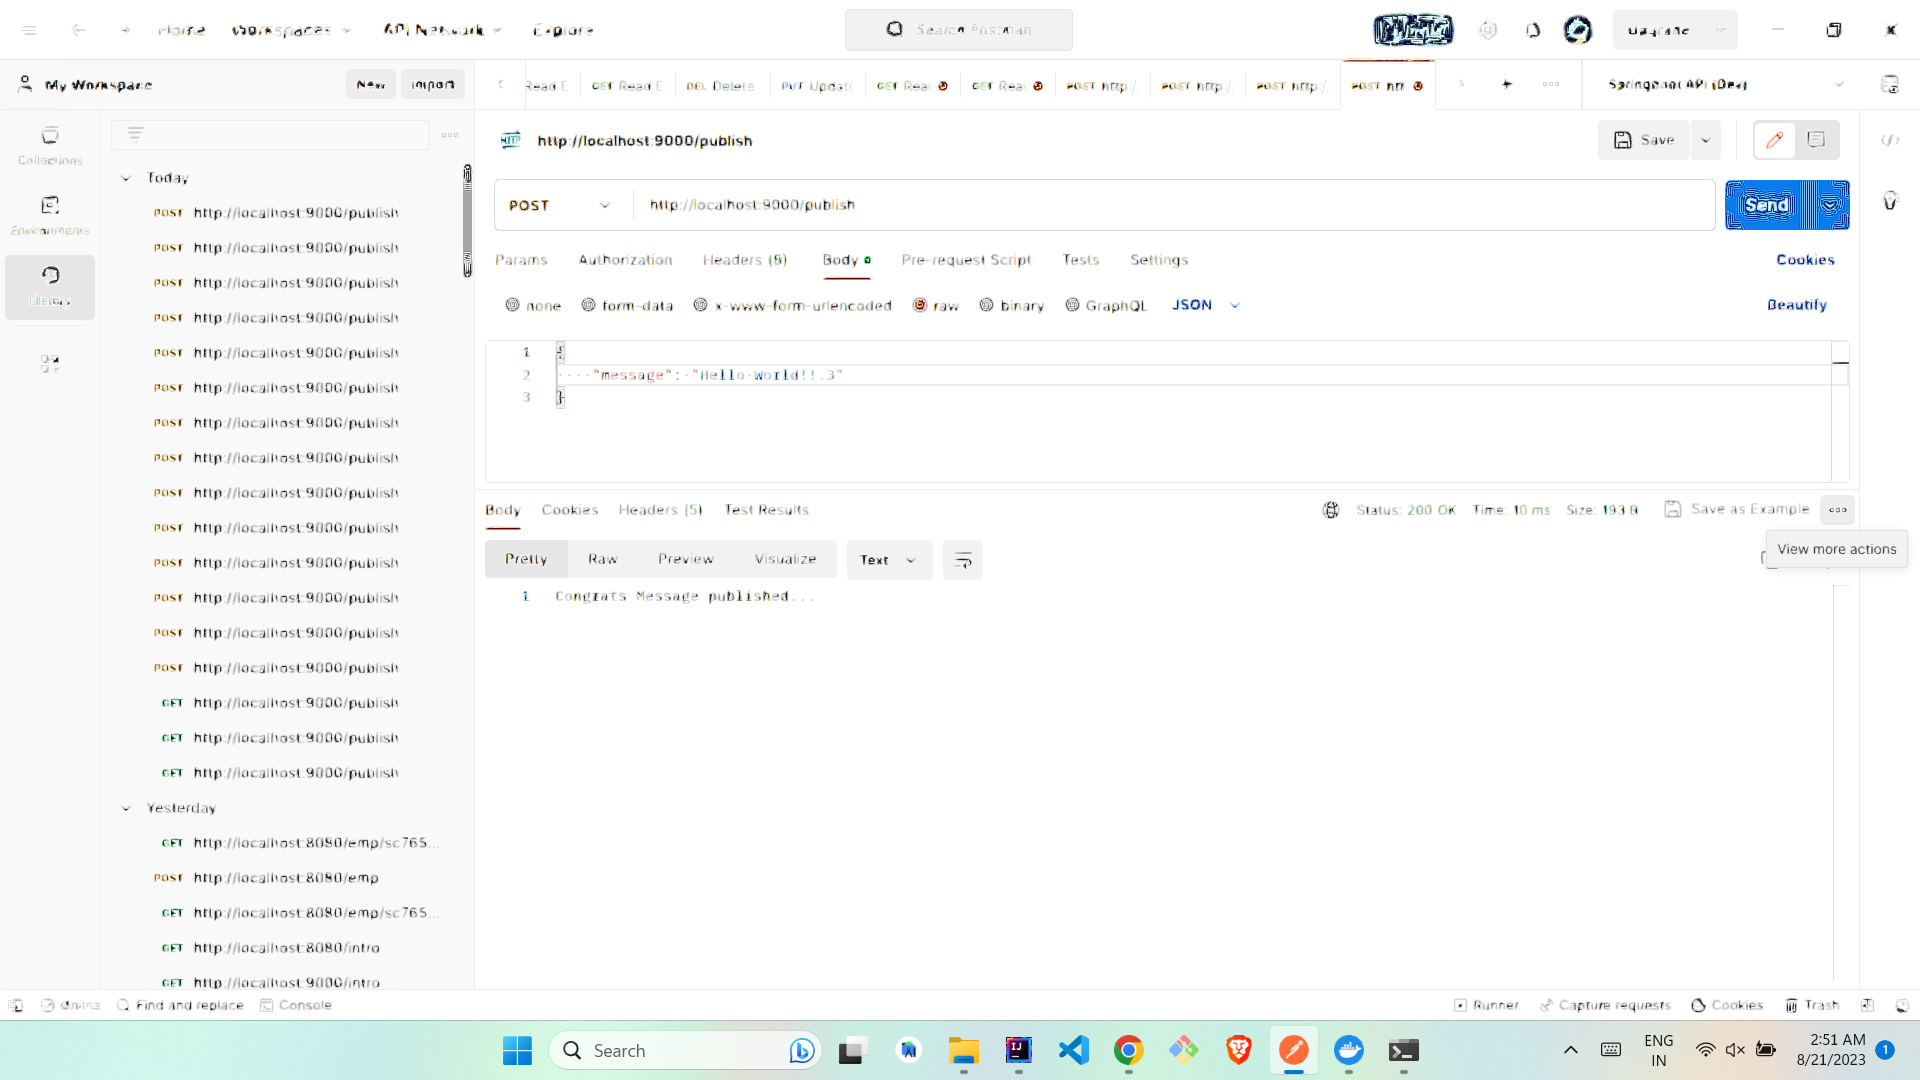 Home Workspaces API Network Explore Search Postman Upgrade
My Workspace New Import
Read E GET Read E DEL Delete PUT Update GET Rea GET Rea POST http:/ POST http:/ POST http:/ POST htt Springboot API (Dev)
Collections
Environments
History
http://localhost:9000/publish Save
POST http://localhost:9000/publish Send
Params Authorization Headers (8) Body Pre-request Script Tests Settings Cookies
none form-data x-www-form-urlencoded raw binary GraphQL JSON Beautify
1 {
2 "message": "Hello World!!.3"
3 }
Body Cookies Headers (5) Test Results Status: 200 OK Time: 10 ms Size: 193 B Save as Example
View more actions
Pretty Raw Preview Visualize Text
1 Congrats Message published...
Today
POST http://localhost:9000/publish
POST http://localhost:9000/publish
POST http://localhost:9000/publish
POST http://localhost:9000/publish
POST http://localhost:9000/publish
POST http://localhost:9000/publish
POST http://localhost:9000/publish
POST http://localhost:9000/publish
POST http://localhost:9000/publish
POST http://localhost:9000/publish
POST http://localhost:9000/publish
POST http://localhost:9000/publish
POST http://localhost:9000/publish
POST http://localhost:9000/publish
GET http://localhost:9000/publish
GET http://localhost:9000/publish
GET http://localhost:9000/publish
Yesterday
GET http://localhost:8080/emp/sc765...
POST http://localhost:8080/emp
GET http://localhost:8080/emp/sc765...
GET http://localhost:8080/intro
GET http://localhost:9000/intro
Online Find and replace Console Runner Capture requests Cookies Trash
Search ENG IN 2:51 AM 8/21/2023 1